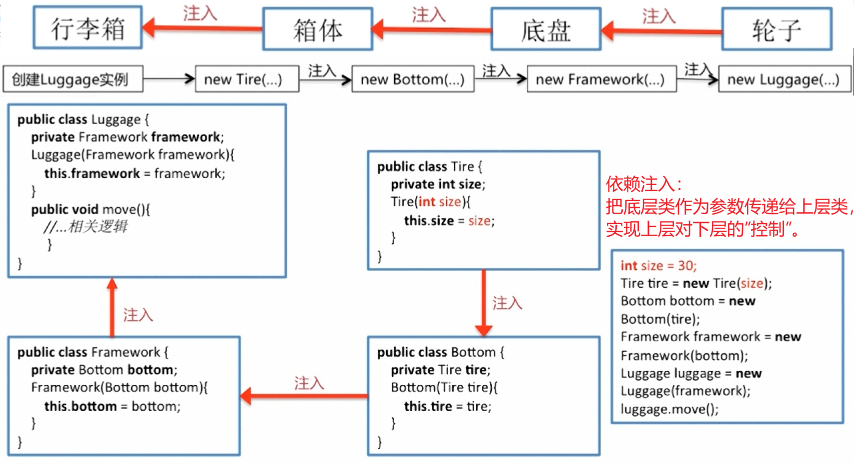 行李箱
注入
箱体
注入
底盘
注入
轮子
创建Luggage实例
new Tire(...)
注入
new Bottom(...)
注入
new Framework(...)
注入
new Luggage(...)
public class Luggage {
private Framework framework;
Luggage(Framework framework){
this.framework = framework;
}
public void move(){
//...相关逻辑
}
}
public class Tire {
private int size;
Tire(int size){
this.size = size;
}
}
依赖注入：
把底层类作为参数传递给上层类，
实现上层对下层的"控制"。
int size = 30;
Tire tire = new Tire(size);
Bottom bottom = new
Bottom(tire);
Framework framework = new
Framework(bottom);
Luggage luggage = new
Luggage(framework);
luggage.move();
注入
注入
public class Framework {
private Bottom bottom;
Framework(Bottom bottom){
this.bottom = bottom;
}
}
注入
public class Bottom {
private Tire tire;
Bottom(Tire tire){
this.tire = tire;
}
}